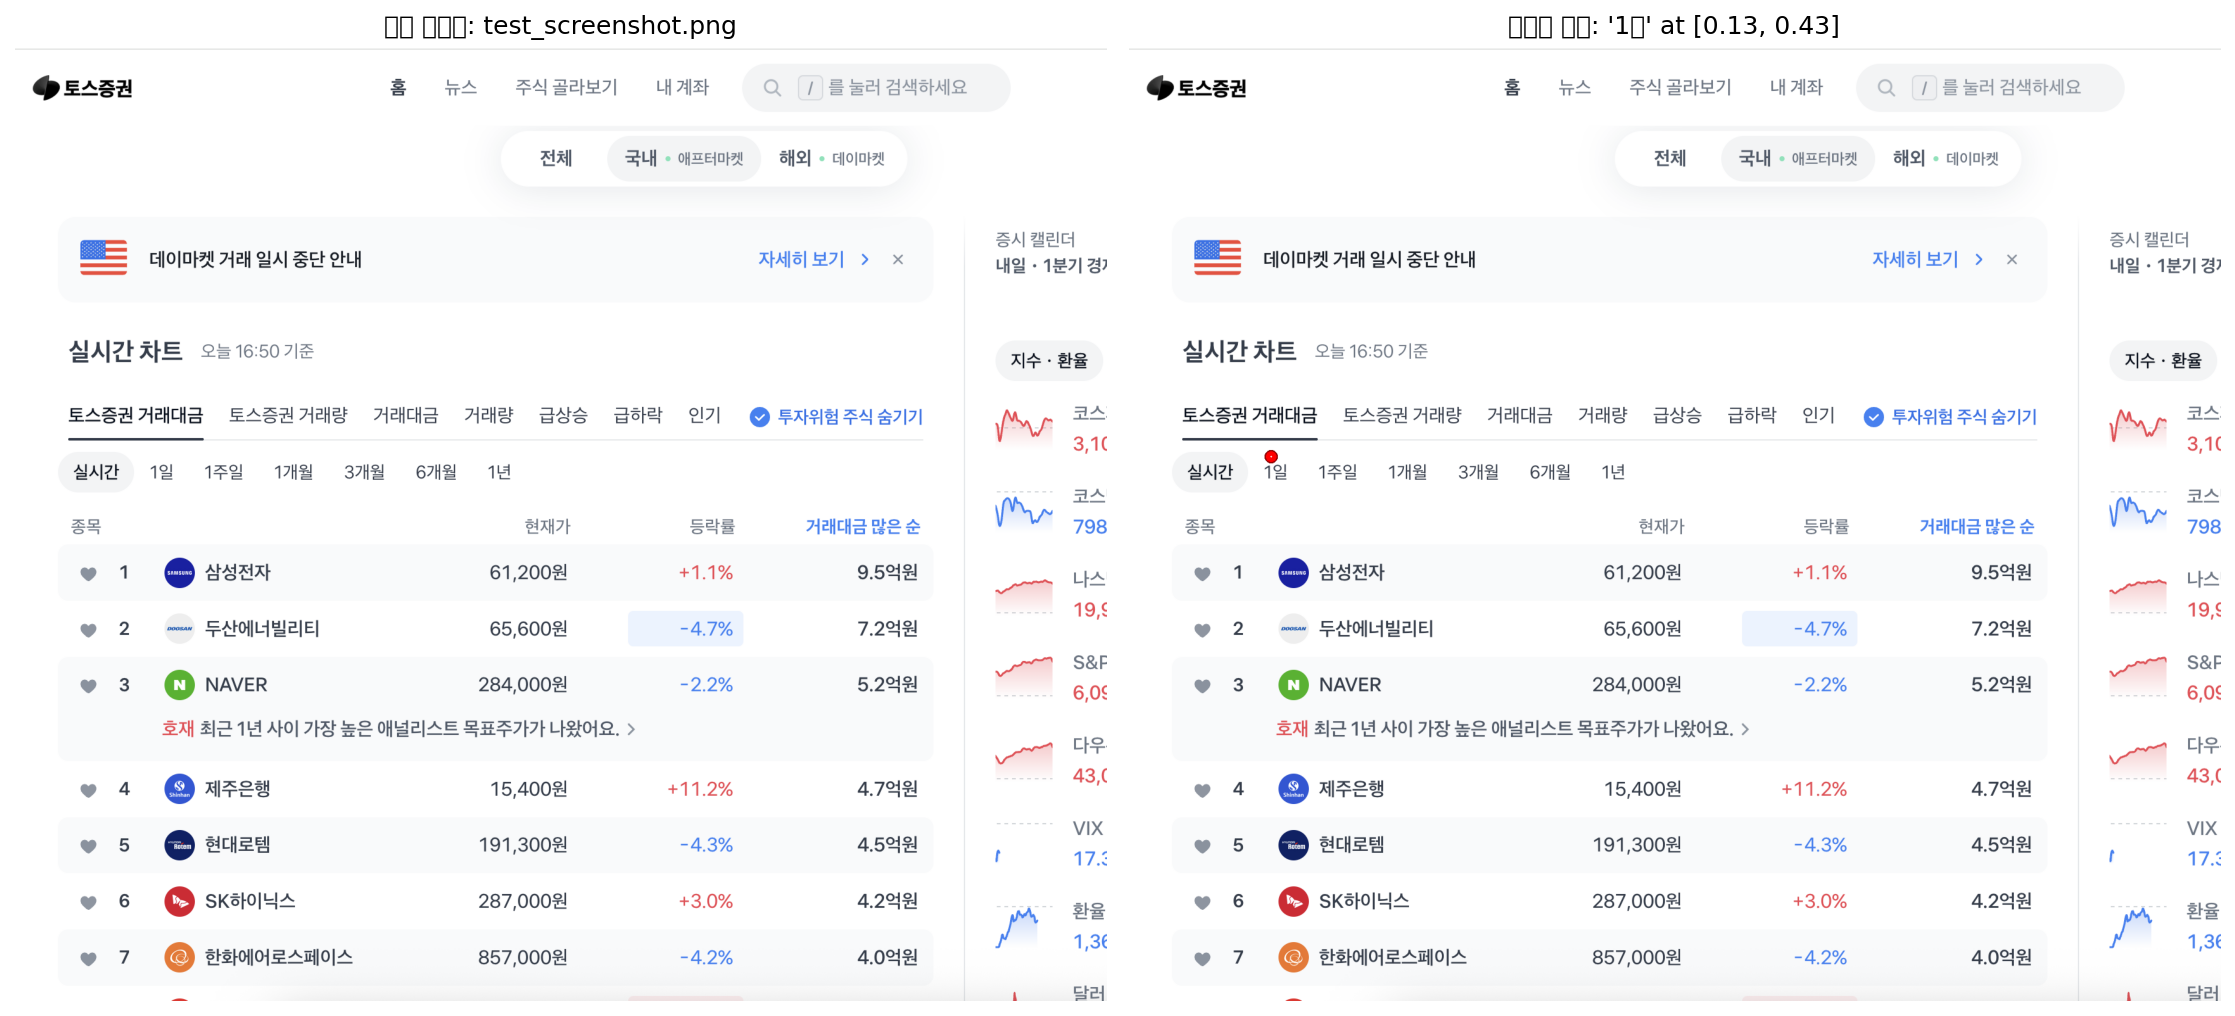 : test_screenshot.png
토스증권
홈 뉴스 주식 골라보기 내 계좌 / 를 눌러 검색하세요
전체 국내 • 애프터마켓 해외 • 데이마켓
데이마켓 거래 일시 중단 안내 자세히 보기 > ×
증시 캘린더
내일 · 1분기
실시간 차트 오늘 16:50 기준
지수 · 환율
토스증권 거래대금 토스증권 거래량 거래대금 거래량 급상승 급하락 인기 투자위험 주식 숨기기
실시간 1일 1주일 1개월 3개월 6개월 1년
종목 현재가 등락률 거래대금 많은 순
1 SAMSUNG 삼성전자 61,200원 +1.1% 9.5억원
2 DOOSAN 두산에너빌리티 65,600원 -4.7% 7.2억원
3 N NAVER 284,000원 -2.2% 5.2억원
호재 최근 1년 사이 가장 높은 애널리스트 목표주가가 나왔어요. >
4 Shinhan 제주은행 15,400원 +11.2% 4.7억원
5 Rotem 현대로템 191,300원 -4.3% 4.5억원
6 SK하이닉스 287,000원 +3.0% 4.2억원
7 한화에어로스페이스 857,000원 -4.2% 4.0억원
코스
3,10
코스
798
나스
19,9
S&P
6,09
다우
43,0
VIX
17.3
환율
1,36
달러
: '1' at [0.13, 0.43]
토스증권
홈 뉴스 주식 골라보기 내 계좌 / 를 눌러 검색하세요
전체 국내 • 애프터마켓 해외 • 데이마켓
데이마켓 거래 일시 중단 안내 자세히 보기 > ×
증시 캘린더
내일 · 1분기
실시간 차트 오늘 16:50 기준
지수 · 환율
토스증권 거래대금 토스증권 거래량 거래대금 거래량 급상승 급하락 인기 투자위험 주식 숨기기
실시간 1일 1주일 1개월 3개월 6개월 1년
종목 현재가 등락률 거래대금 많은 순
1 SAMSUNG 삼성전자 61,200원 +1.1% 9.5억원
2 DOOSAN 두산에너빌리티 65,600원 -4.7% 7.2억원
3 N NAVER 284,000원 -2.2% 5.2억원
호재 최근 1년 사이 가장 높은 애널리스트 목표주가가 나왔어요. >
4 Shinhan 제주은행 15,400원 +11.2% 4.7억원
5 Rotem 현대로템 191,300원 -4.3% 4.5억원
6 SK하이닉스 287,000원 +3.0% 4.2억원
7 한화에어로스페이스 857,000원 -4.2% 4.0억원
코스
3,10
코스
798
나스
19,9
S&P
6,09
다우
43,0
VIX
17.3
환율
1,36
달러